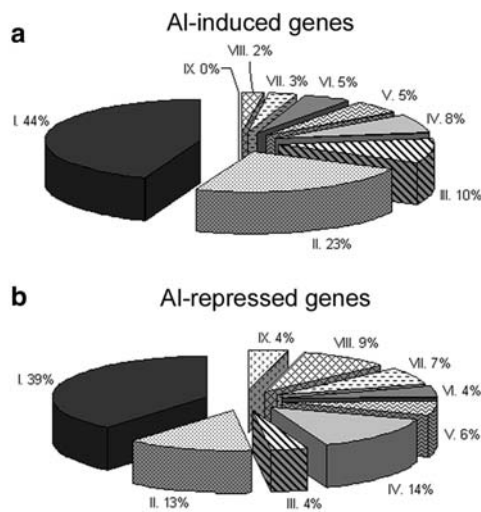 a
Al-induced genes
VIII. 2%
IX. 0%
VII. 3%
VI. 5%
V. 5%
I. 44%
IV. 8%
III. 10%
II. 23%
b
Al-repressed genes
IX. 4%
VIII. 9%
VII. 7%
I. 39%
VI. 4%
V. 6%
IV. 14%
II. 13%
III. 4%